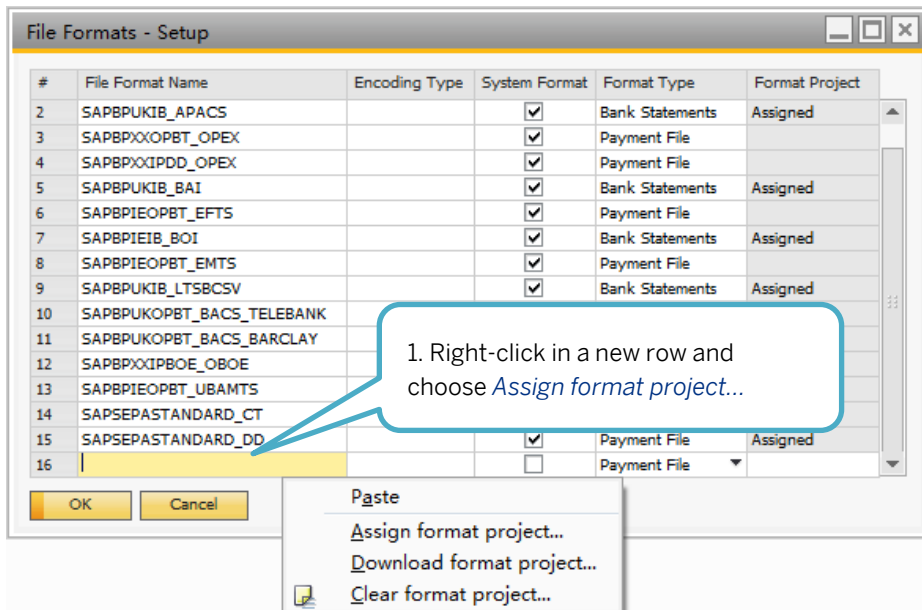 File Formats - Setup
# File Format Name Encoding Type System Format Format Type Format Project
2 SAPBPUKIB_APACS Bank Statements Assigned
3 SAPBPXXOPBT_OPEX Payment File
4 SAPBPXXIPDD_OPEX Payment File
5 SAPBPUKIB_BAI Bank Statements Assigned
6 SAPBPIEOPBT_EFTS Payment File
7 SAPBPIEIB_BOI Bank Statements Assigned
8 SAPBPIEOPBT_EMTS Payment File
9 SAPBPUKIB_LTSBCSV Bank Statements Assigned
10 SAPBPUKOPBT_BACS_TELEBANK
11 SAPBPUKOPBT_BACS_BARCLAY
12 SAPBPXXIPBOE_OBOE
13 SAPBPIEOPBT_UBAMTS
14 SAPSEPASTANDARD_CT
15 SAPSEPASTANDARD_DD Payment File Assigned
16 Payment File
1. Right-click in a new row and
choose Assign format project...
OK Cancel
Paste
Assign format project...
Download format project...
Clear format project...